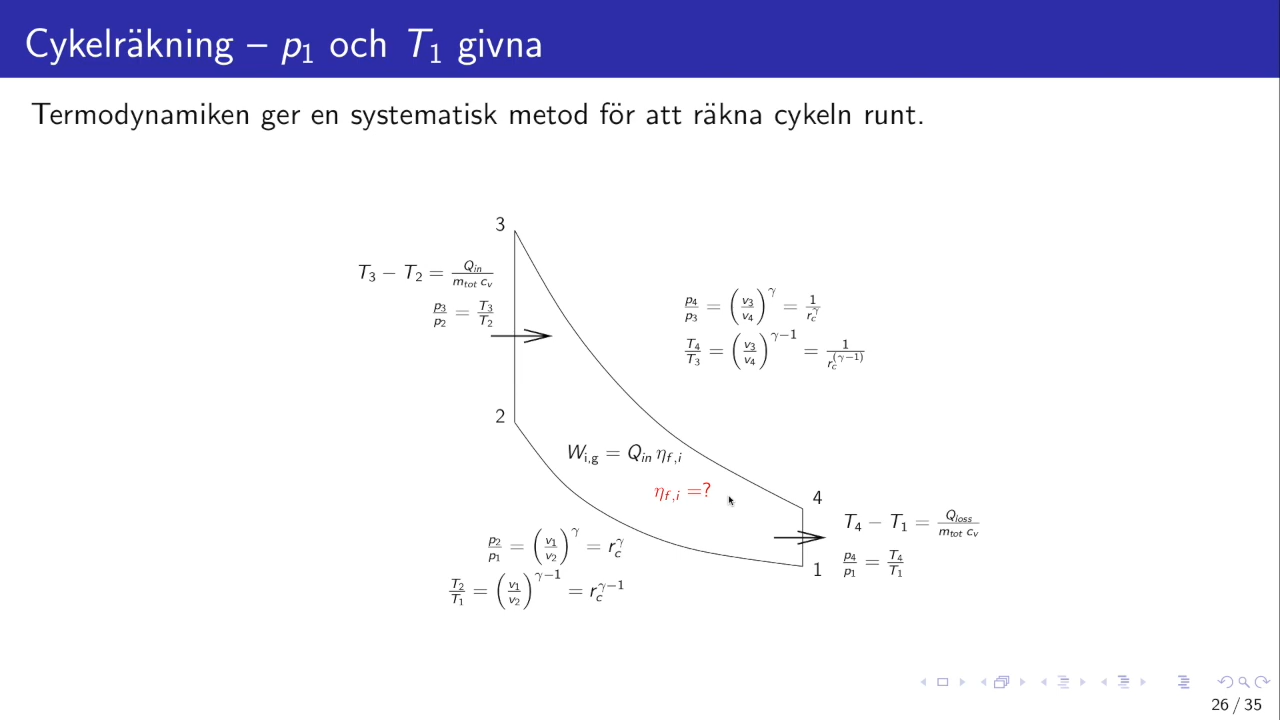 Cykelräkning – p₁ och T₁ givna
Termodynamiken ger en systematisk metod för att räkna cykeln runt.
3
T₃ − T₂ = Q_in / (m_tot c_v)
p₃/p₂ = T₃/T₂
p₄/p₃ = (v₃/v₄)^γ = 1/r_c^γ
T₄/T₃ = (v₃/v₄)^(γ−1) = 1/r_c^(γ−1)
2
W_i,g = Q_in η_f,i
η_f,i =?
4
T₄ − T₁ = Q_loss / (m_tot c_v)
p₄/p₁ = T₄/T₁
1
p₂/p₁ = (v₁/v₂)^γ = r_c^γ
T₂/T₁ = (v₁/v₂)^(γ−1) = r_c^(γ−1)
26 / 35